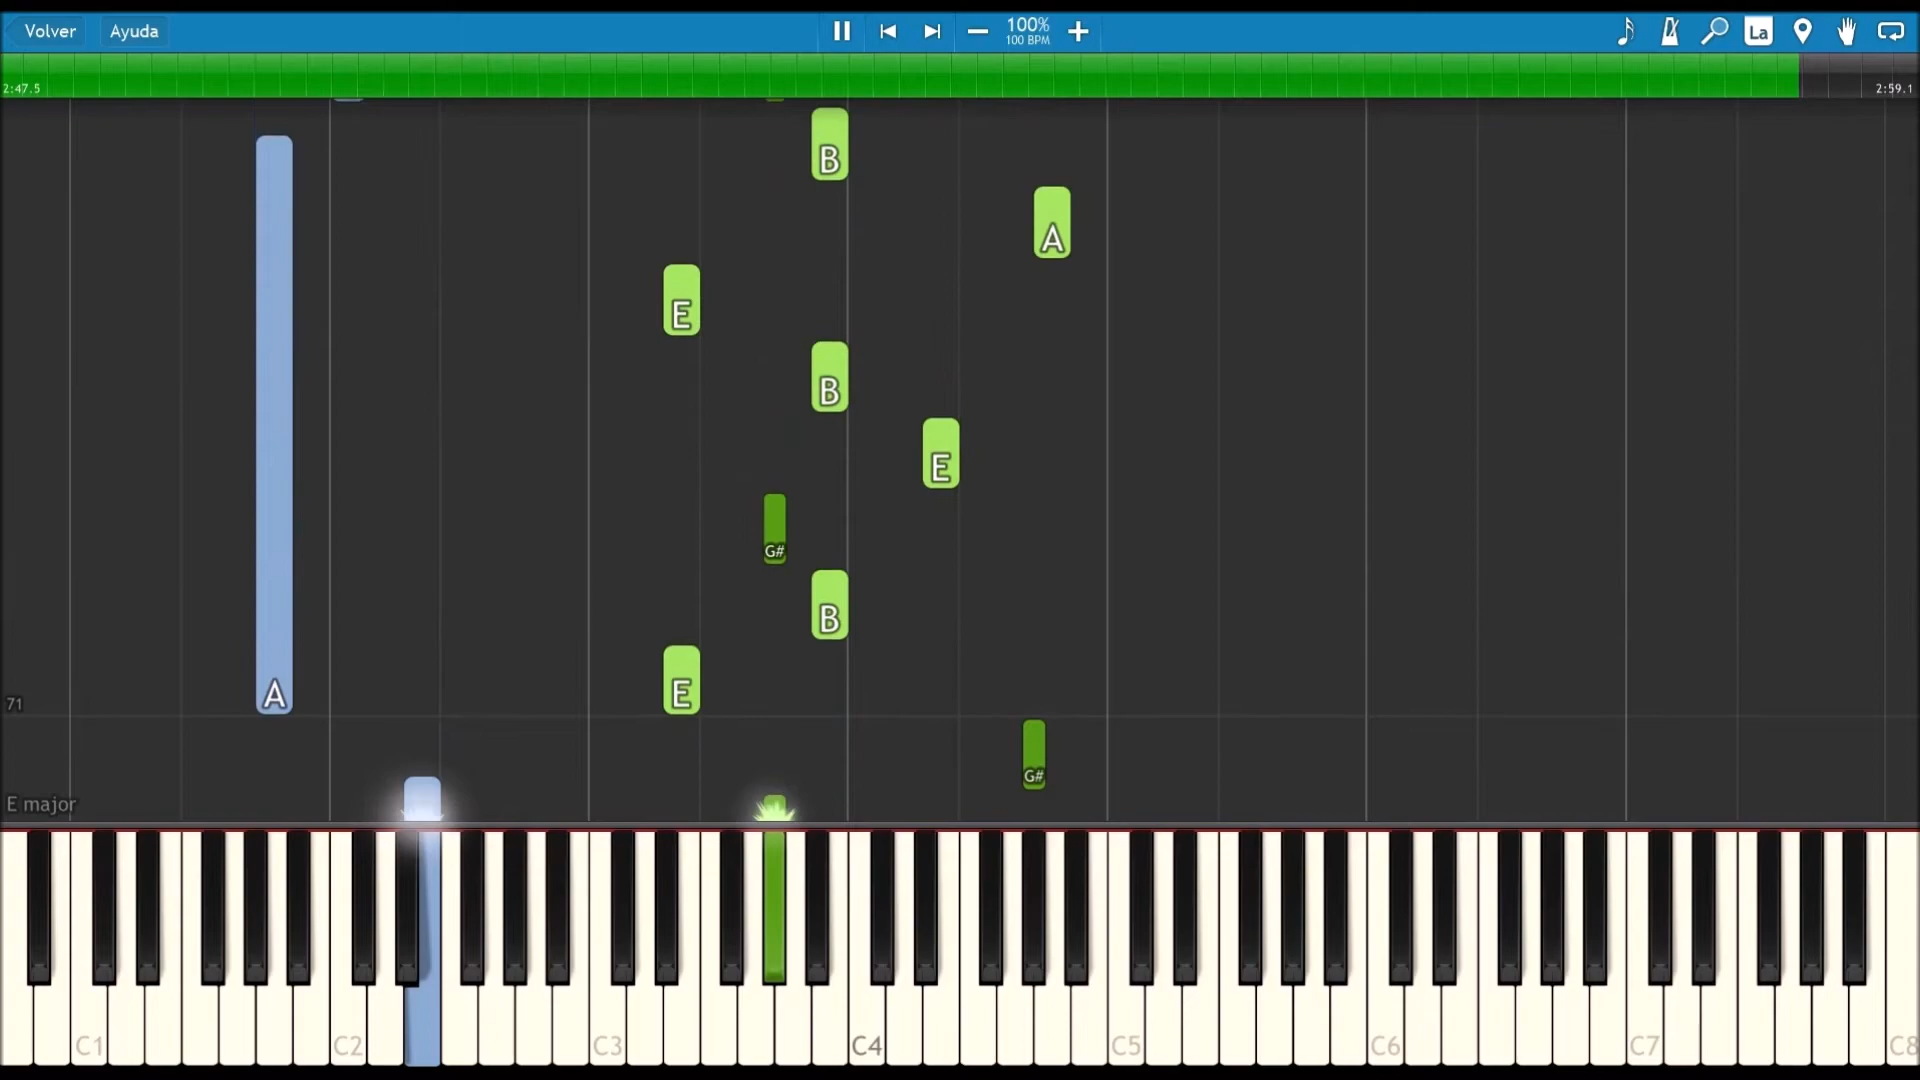 Volver
Ayuda
100%
100 BPM
La
2:47.5
2:59.1
B
A
E
B
E
G#
B
A
E
71
G#
E major
C1
C2
C3
C4
C5
C6
C7
C8